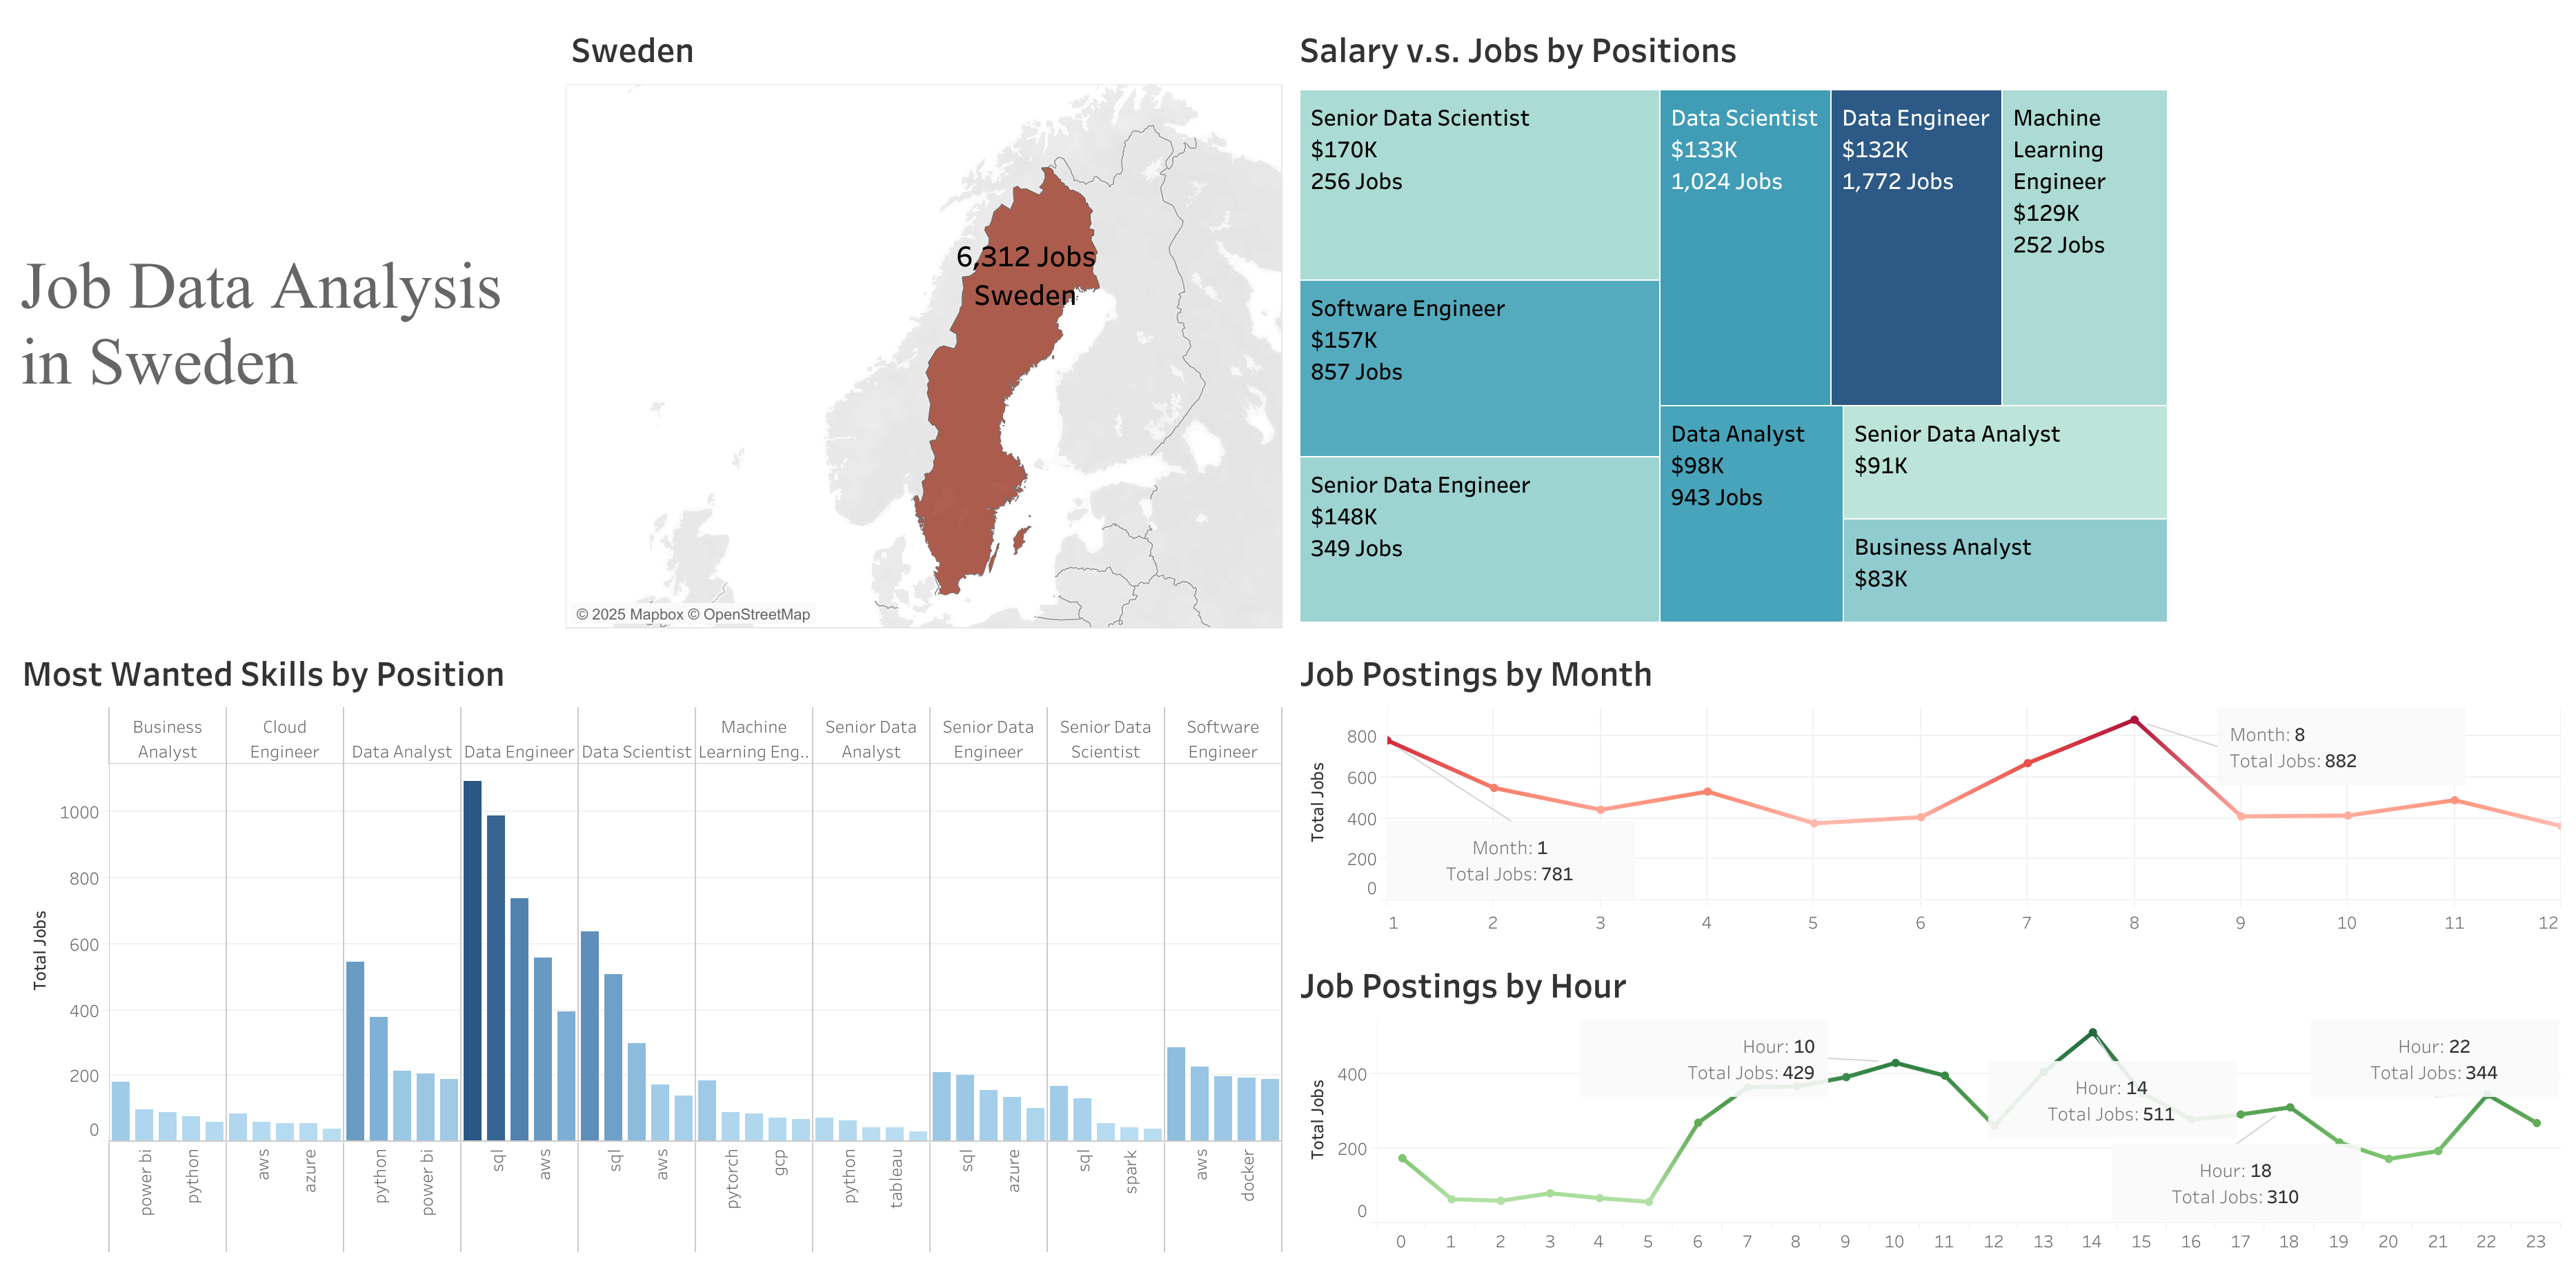 Job Data Analysis
in Sweden
Sweden
6,312 Jobs
Sweden
© 2025 Mapbox © OpenStreetMap
Salary v.s. Jobs by Positions
Senior Data Scientist
$170K
256 Jobs
Software Engineer
$157K
857 Jobs
Senior Data Engineer
$148K
349 Jobs
Data Scientist
$133K
1,024 Jobs
Data Engineer
$132K
1,772 Jobs
Machine
Learning
Engineer
$129K
252 Jobs
Data Analyst
$98K
943 Jobs
Senior Data Analyst
$91K
Business Analyst
$83K
Most Wanted Skills by Position
Business
Analyst
Cloud
Engineer
Data Analyst
Data Engineer
Data Scientist
Machine
Learning Eng..
Senior Data
Analyst
Senior Data
Engineer
Senior Data
Scientist
Software
Engineer
Total Jobs
1000
800
600
400
200
0
power bi
python
aws
azure
python
power bi
sql
aws
sql
aws
pytorch
gcp
python
tableau
sql
azure
sql
spark
aws
docker
Job Postings by Month
Total Jobs
800
600
400
200
0
Month: 1
Total Jobs: 781
Month: 8
Total Jobs: 882
1 2 3 4 5 6 7 8 9 10 11 12
Job Postings by Hour
Total Jobs
400
200
0
Hour: 10
Total Jobs: 429
Hour: 14
Total Jobs: 511
Hour: 18
Total Jobs: 310
Hour: 22
Total Jobs: 344
0 1 2 3 4 5 6 7 8 9 10 11 12 13 14 15 16 17 18 19 20 21 22 23